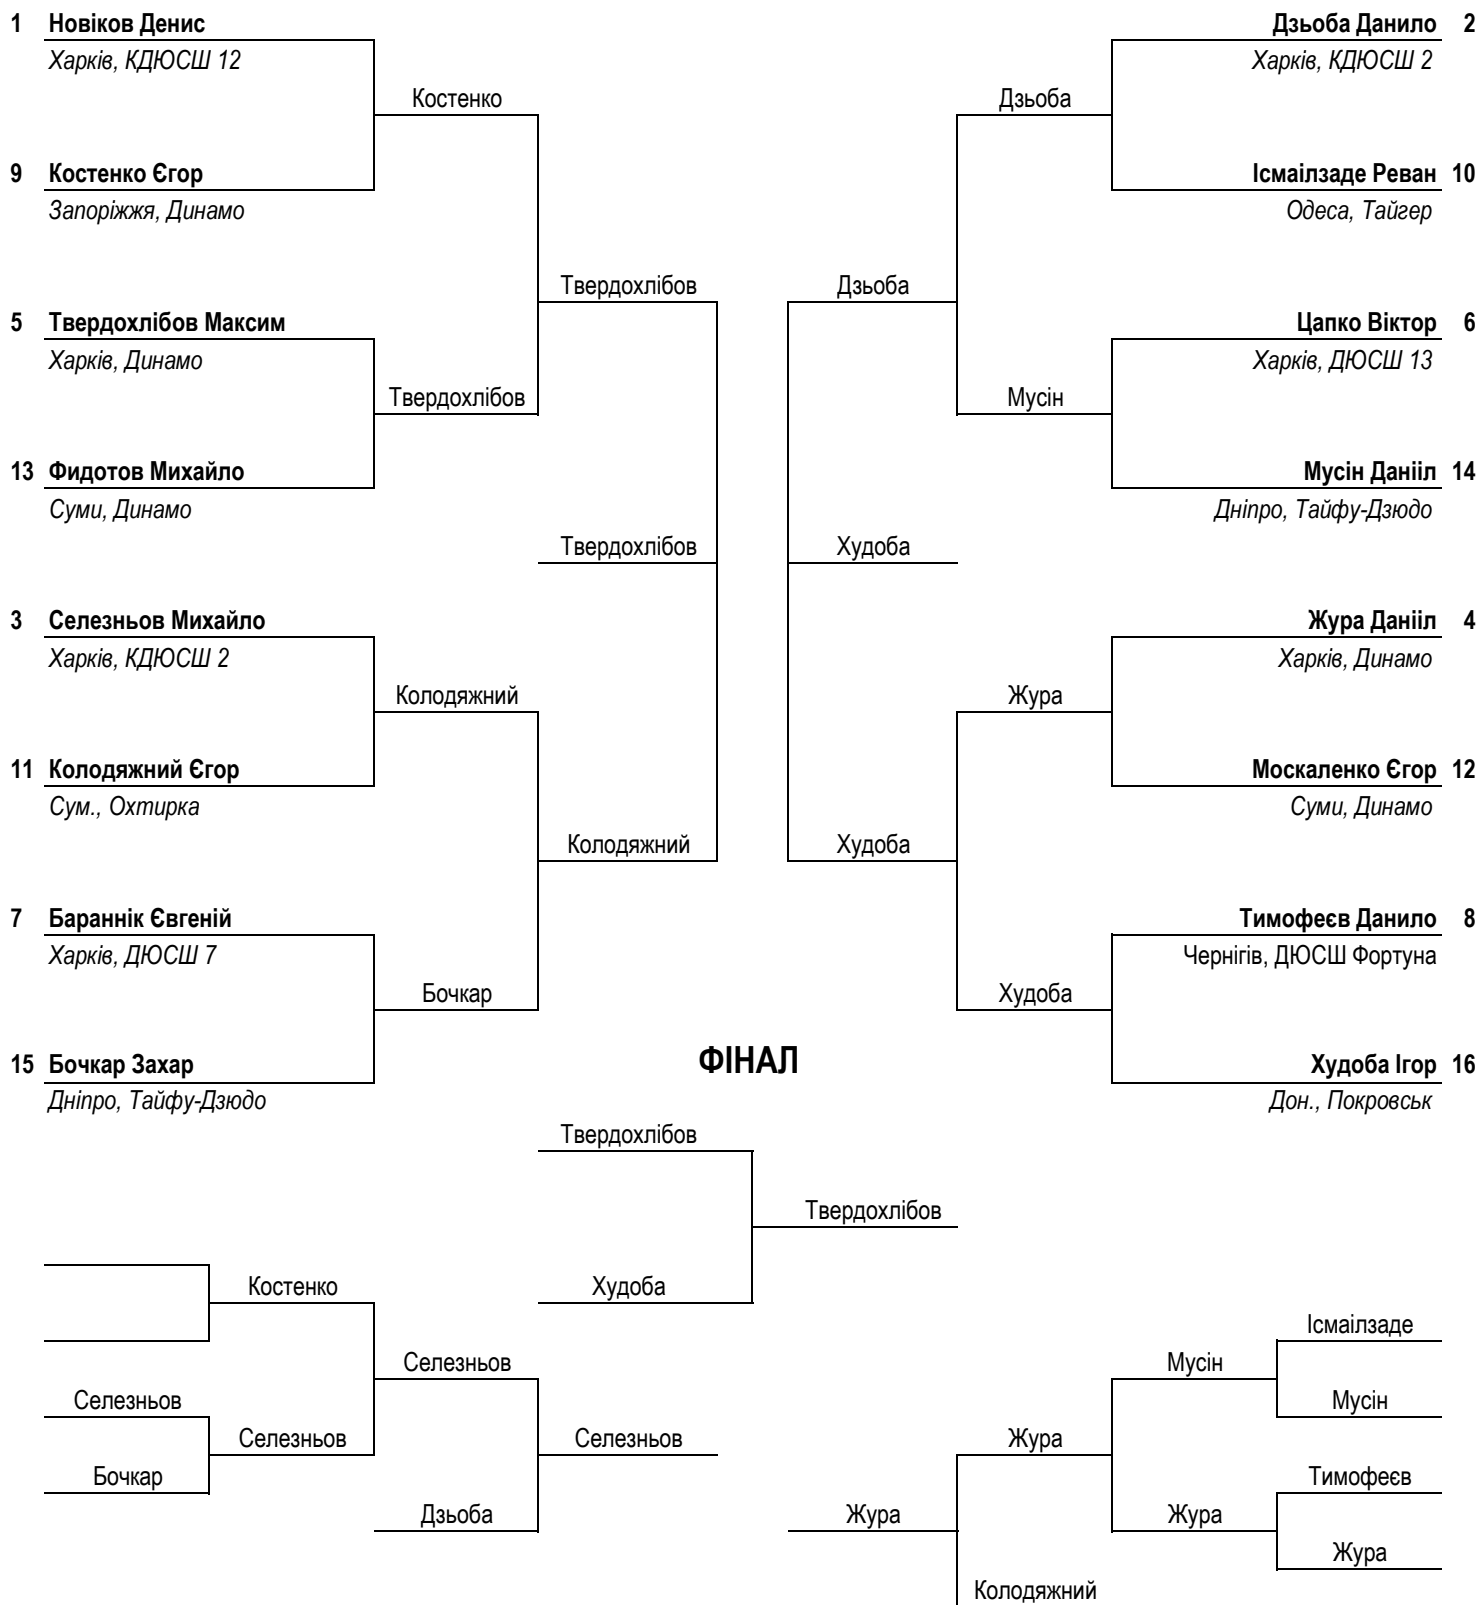 1 Новіков Денис
Дзьоба Данило 2
Харків, КДЮСШ 12
Харків, КДЮСШ 2
Костенко
Дзьоба
9 Костенко Єгор
Ісмаілзаде Реван 10
Запоріжжя, Динамо
Одеса, Тайгер
Твердохлібов
Дзьоба
5 Твердохлібов Максим
Цапко Віктор 6
Харків, Динамо
Харків, ДЮСШ 13
Твердохлібов
Мусін
13 Фидотов Михайло
Мусін Данііл 14
Суми, Динамо
Дніпро, Тайфу-Дзюдо
Твердохлібов
Худоба
3 Селезньов Михайло
Жура Данііл 4
Харків, КДЮСШ 2
Харків, Динамо
Колодяжний
Жура
11 Колодяжний Єгор
Москаленко Єгор 12
Сум., Охтирка
Суми, Динамо
Колодяжний
Худоба
7 Бараннік Євгеній
Тимофеєв Данило 8
Харків, ДЮСШ 7
Чернігів, ДЮСШ Фортуна
Бочкар
Худоба
15 Бочкар Захар
ФІНАЛ
Худоба Ігор 16
Дніпро, Тайфу-Дзюдо
Дон., Покровськ
Твердохлібов
Твердохлібов
Костенко
Худоба
Ісмаілзаде
Селезньов
Мусін
Селезньов
Мусін
Селезньов
Селезньов
Жура
Бочкар
Тимофеєв
Дзьоба
Жура
Жура
Жура
Колодяжний